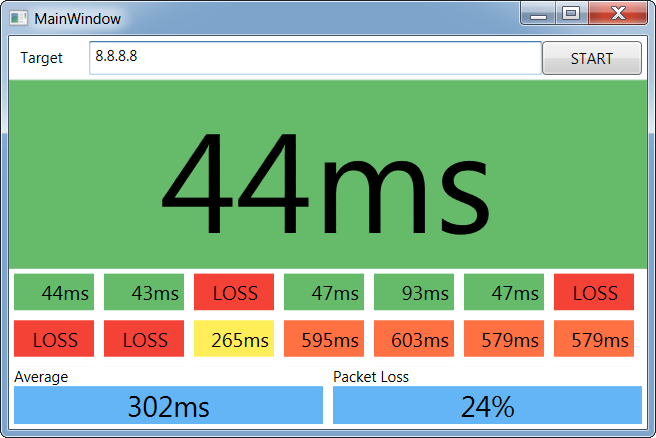 MainWindow
Target 8.8.8.8 START
44ms
44ms 43ms LOSS 47ms 93ms 47ms LOSS
LOSS LOSS 265ms 595ms 603ms 579ms 579ms
Average Packet Loss
302ms 24%